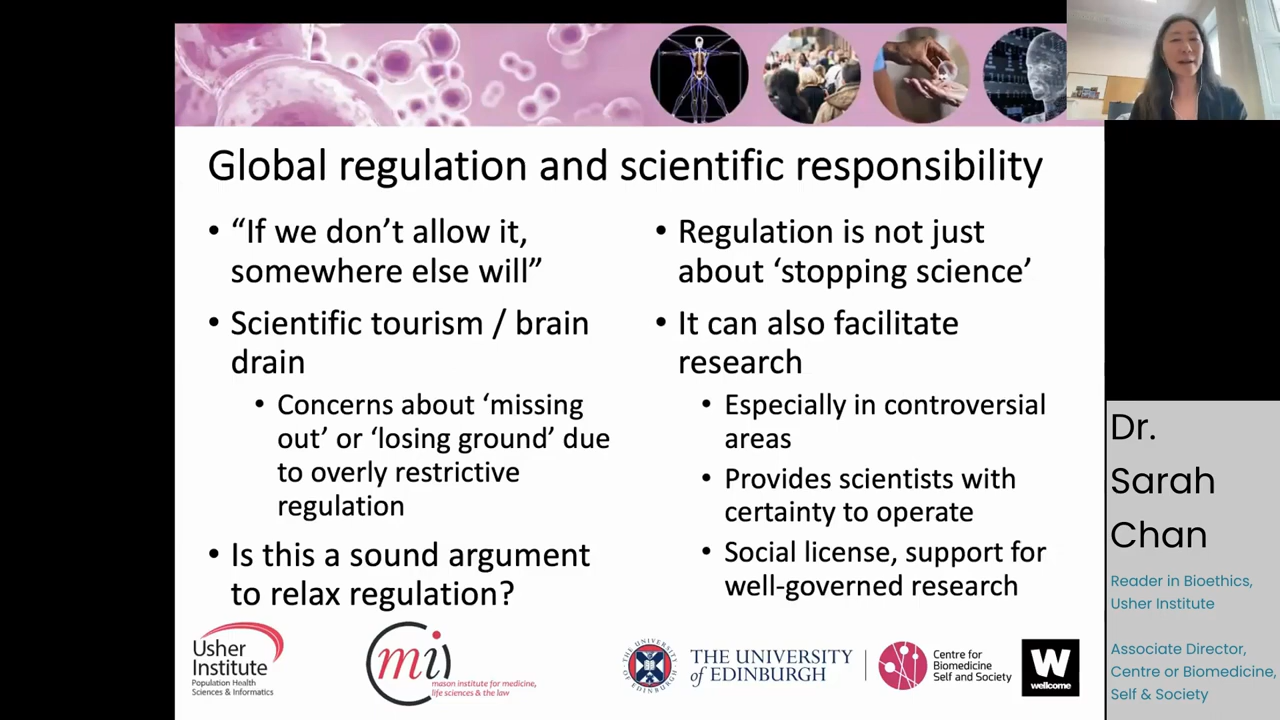 Global regulation and scientific responsibility
• “If we don’t allow it,
somewhere else will”
• Scientific tourism / brain
drain
• Concerns about ‘missing
out’ or ‘losing ground’ due
to overly restrictive
regulation
• Is this a sound argument
to relax regulation?
• Regulation is not just
about ‘stopping science’
• It can also facilitate
research
• Especially in controversial
areas
• Provides scientists with
certainty to operate
• Social license, support for
well-governed research
Usher
Institute
Population Health
Sciences & Informatics
mi
mason institute for medicine,
life sciences & the law
THE UNIVERSITY
of EDINBURGH
THE UNIVERSITY
OF EDINBURGH
Centre for
Biomedicine
Self and Society
W
wellcome
Dr.
Sarah
Chan
Reader in Bioethics,
Usher Institute
Associate Director,
Centre or Biomedicine,
Self & Society